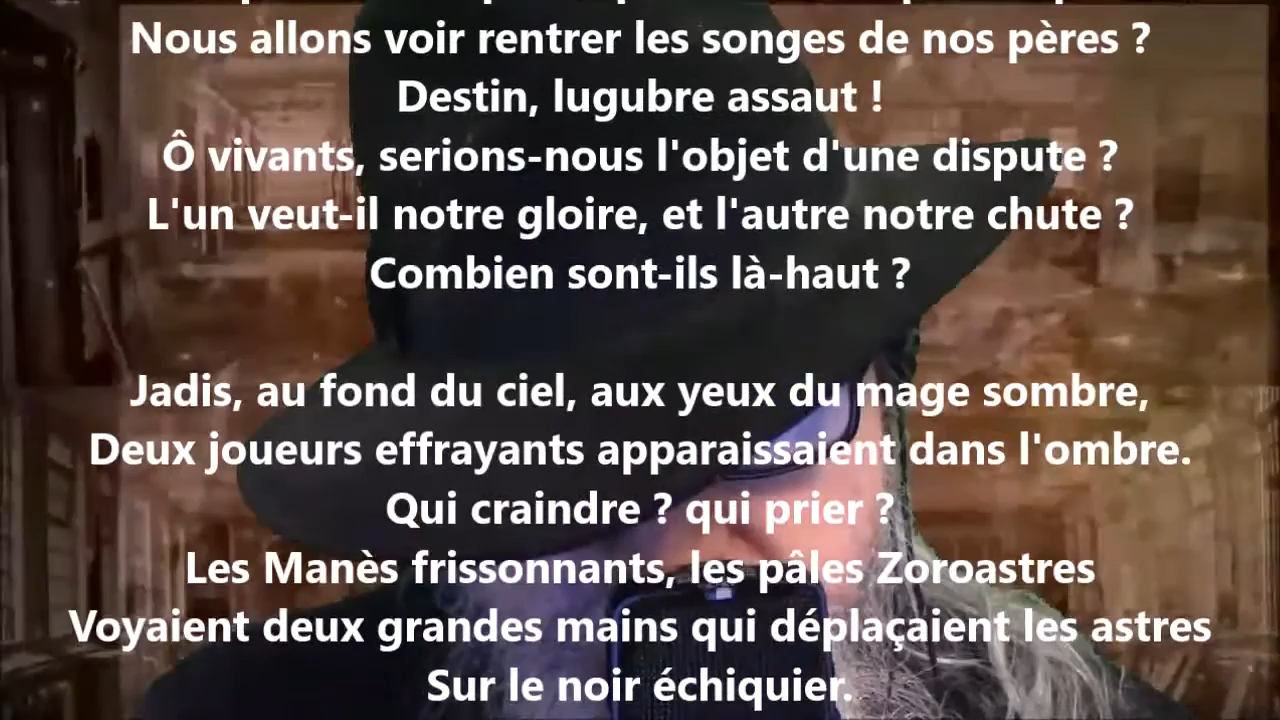 Nous allons voir rentrer les songes de nos pères ?
Destin, lugubre assaut !
Ô vivants, serions-nous l'objet d'une dispute ?
L'un veut-il notre gloire, et l'autre notre chute ?
Combien sont-ils là-haut ?
Jadis, au fond du ciel, aux yeux du mage sombre,
Deux joueurs effrayants apparaissaient dans l'ombre.
Qui craindre ? qui prier ?
Les Manès frissonnants, les pâles Zoroastres
Voyaient deux grandes mains qui déplaçaient les astres
Sur le noir échiquier.